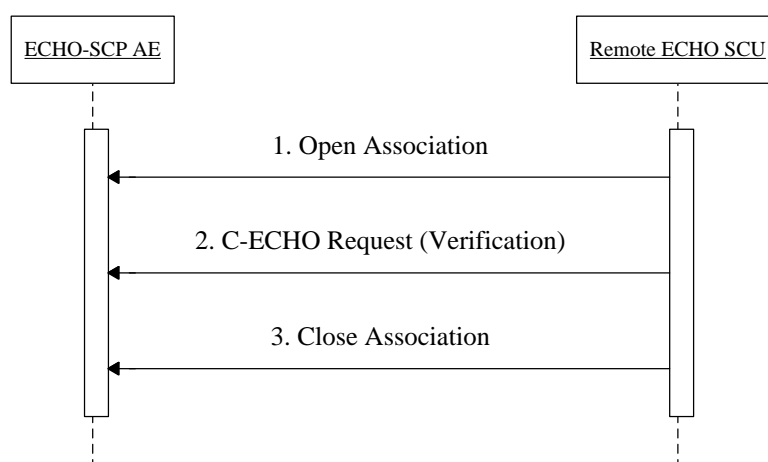 ECHO-SCP AE
Remote ECHO SCU
1. Open Association
2. C-ECHO Request (Verification)
3. Close Association